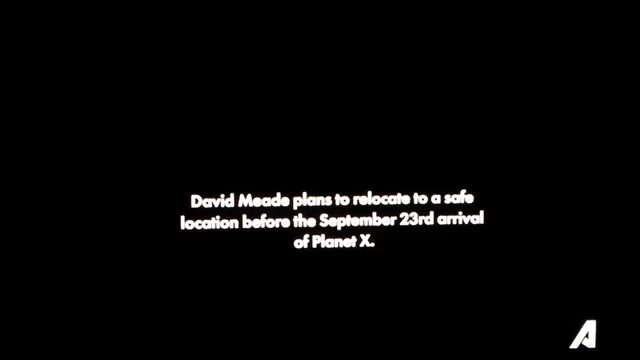 David Meade plans to relocate to a safe
location before the September 23rd arrival
of Planet X.